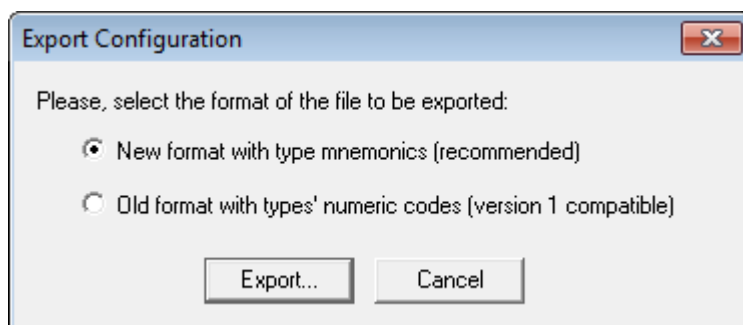 Export Configuration
Please, select the format of the file to be exported:
New format with type mnemonics (recommended)
Old format with types' numeric codes (version 1 compatible)
Export... Cancel